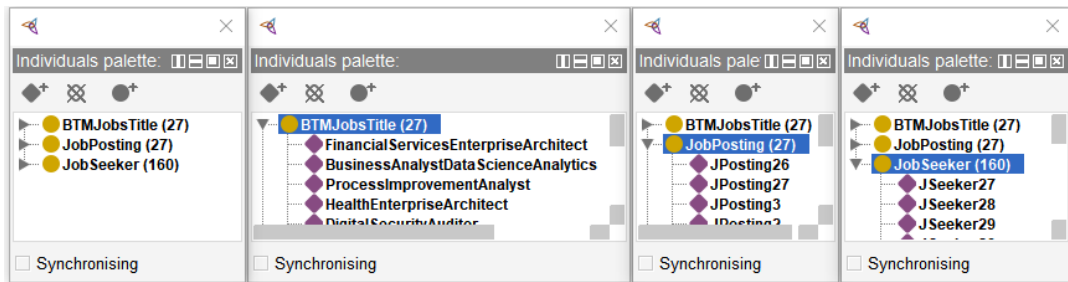 Individuals palette:
BTMJobsTitle (27)
JobPosting (27)
JobSeeker (160)
Synchronising
Individuals palette:
BTMJobsTitle (27)
FinancialServicesEnterpriseArchitect
BusinessAnalystDataScienceAnalytics
ProcessImprovementAnalyst
HealthEnterpriseArchitect
DigitalSecurityAuditor
Synchronising
Individuals pale
BTMJobsTitle (27)
JobPosting (27)
JPosting26
JPosting27
JPosting3
JPosting2
Synchronising
Individuals palette:
BTMJobsTitle (27)
JobPosting (27)
JobSeeker (160)
JSeeker27
JSeeker28
JSeeker29
Synchronising